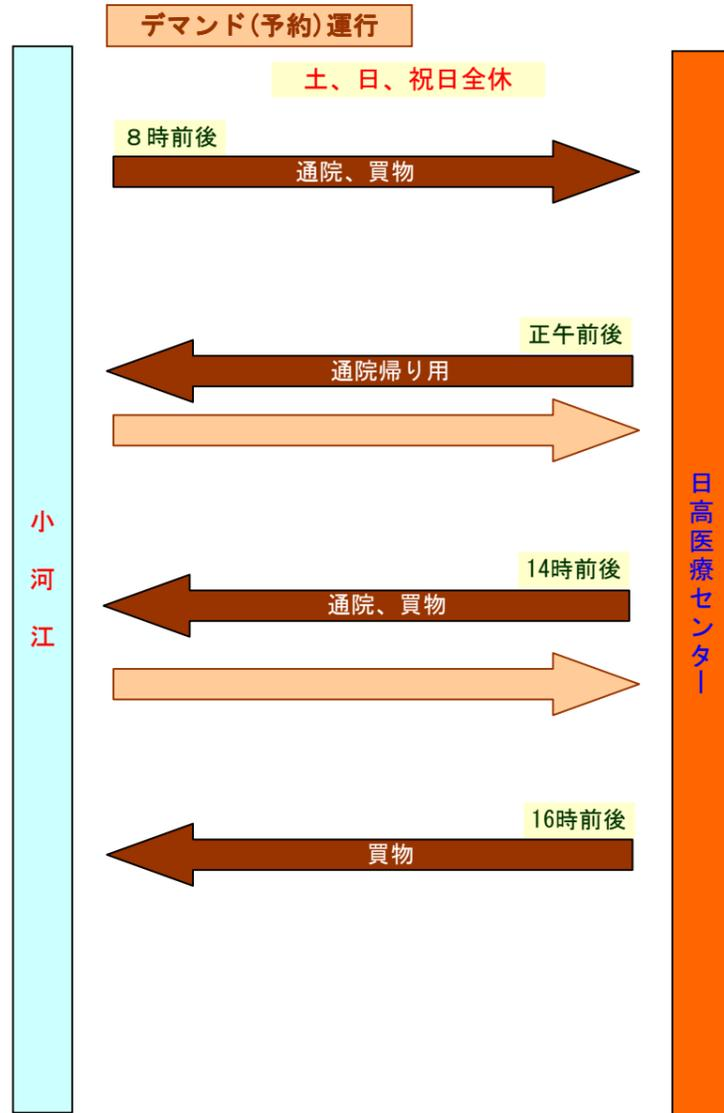 デマンド(予約)運行
土、日、祝日全休
８時前後
通院、買物
正午前後
通院帰り用
14時前後
通院、買物
16時前後
買物
小河江
日高医療センター